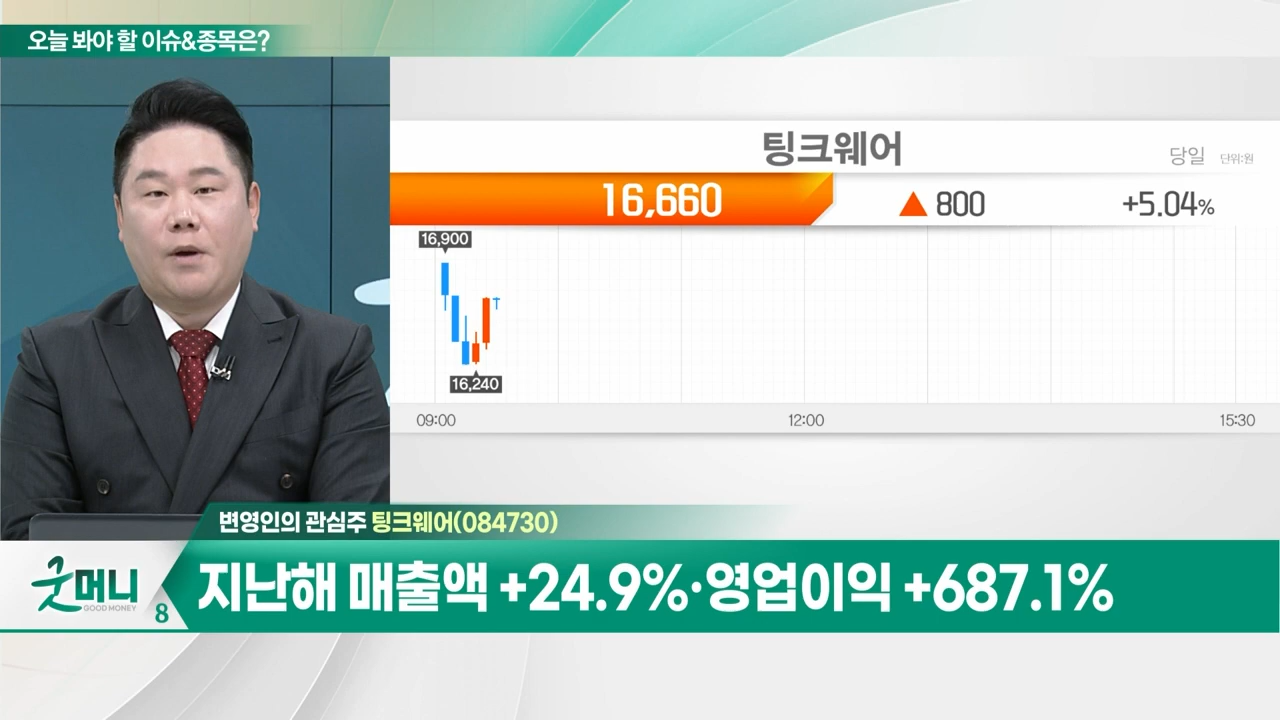 오늘 봐야 할 이슈&종목은?
팅크웨어
당일 단위:원
16,660 ▲ 800 +5.04%
16,900
16,240
09:00 12:00 15:30
변영인의 관심주 팅크웨어(084730)
굿머니
GOOD MONEY
8
지난해 매출액 +24.9%·영업이익 +687.1%